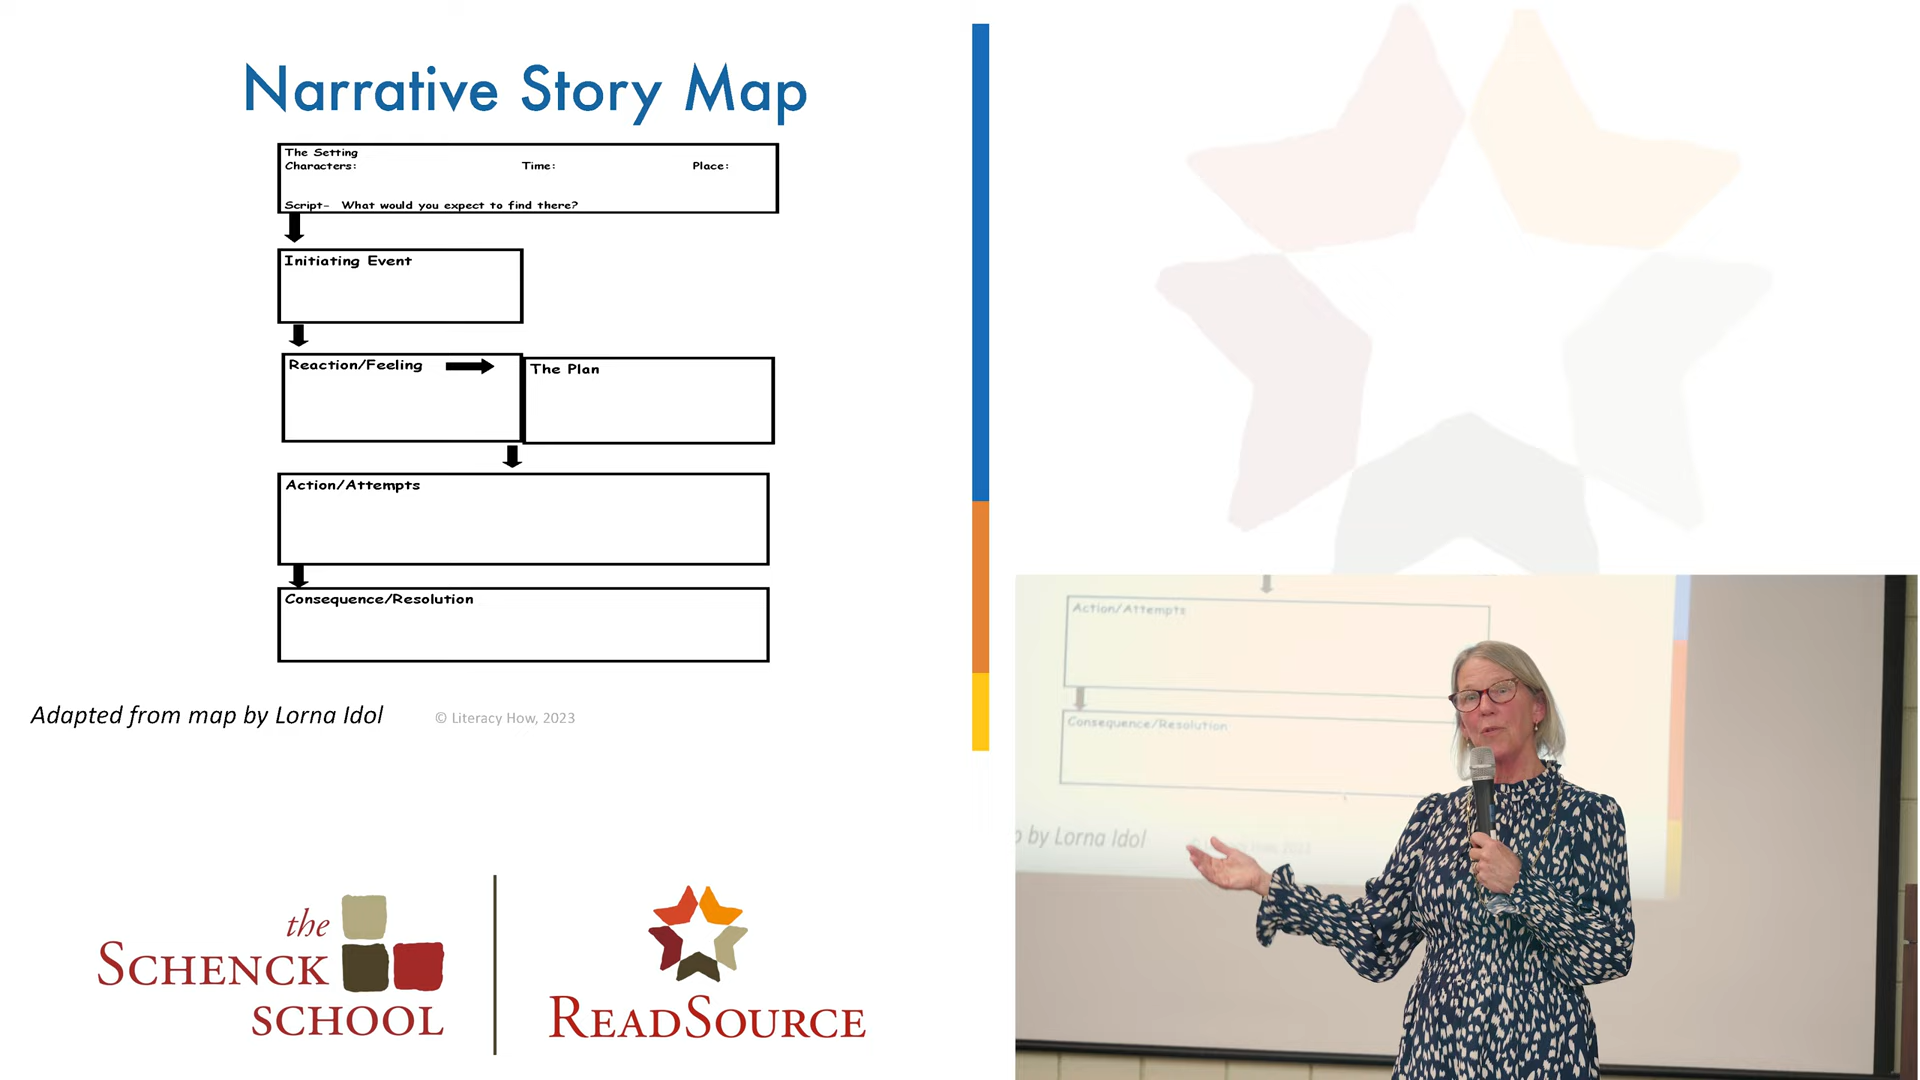 Narrative Story Map
The Setting
Characters: Time: Place:
Script- What would you expect to find there?
Initiating Event
Reaction/Feeling
The Plan
Action/Attempts
Consequence/Resolution
Adapted from map by Lorna Idol
© Literacy How, 2023
the
SCHENCK
SCHOOL
READSOURCE
Action/Attempts
Consequence/Resolution
by Lorna Idol